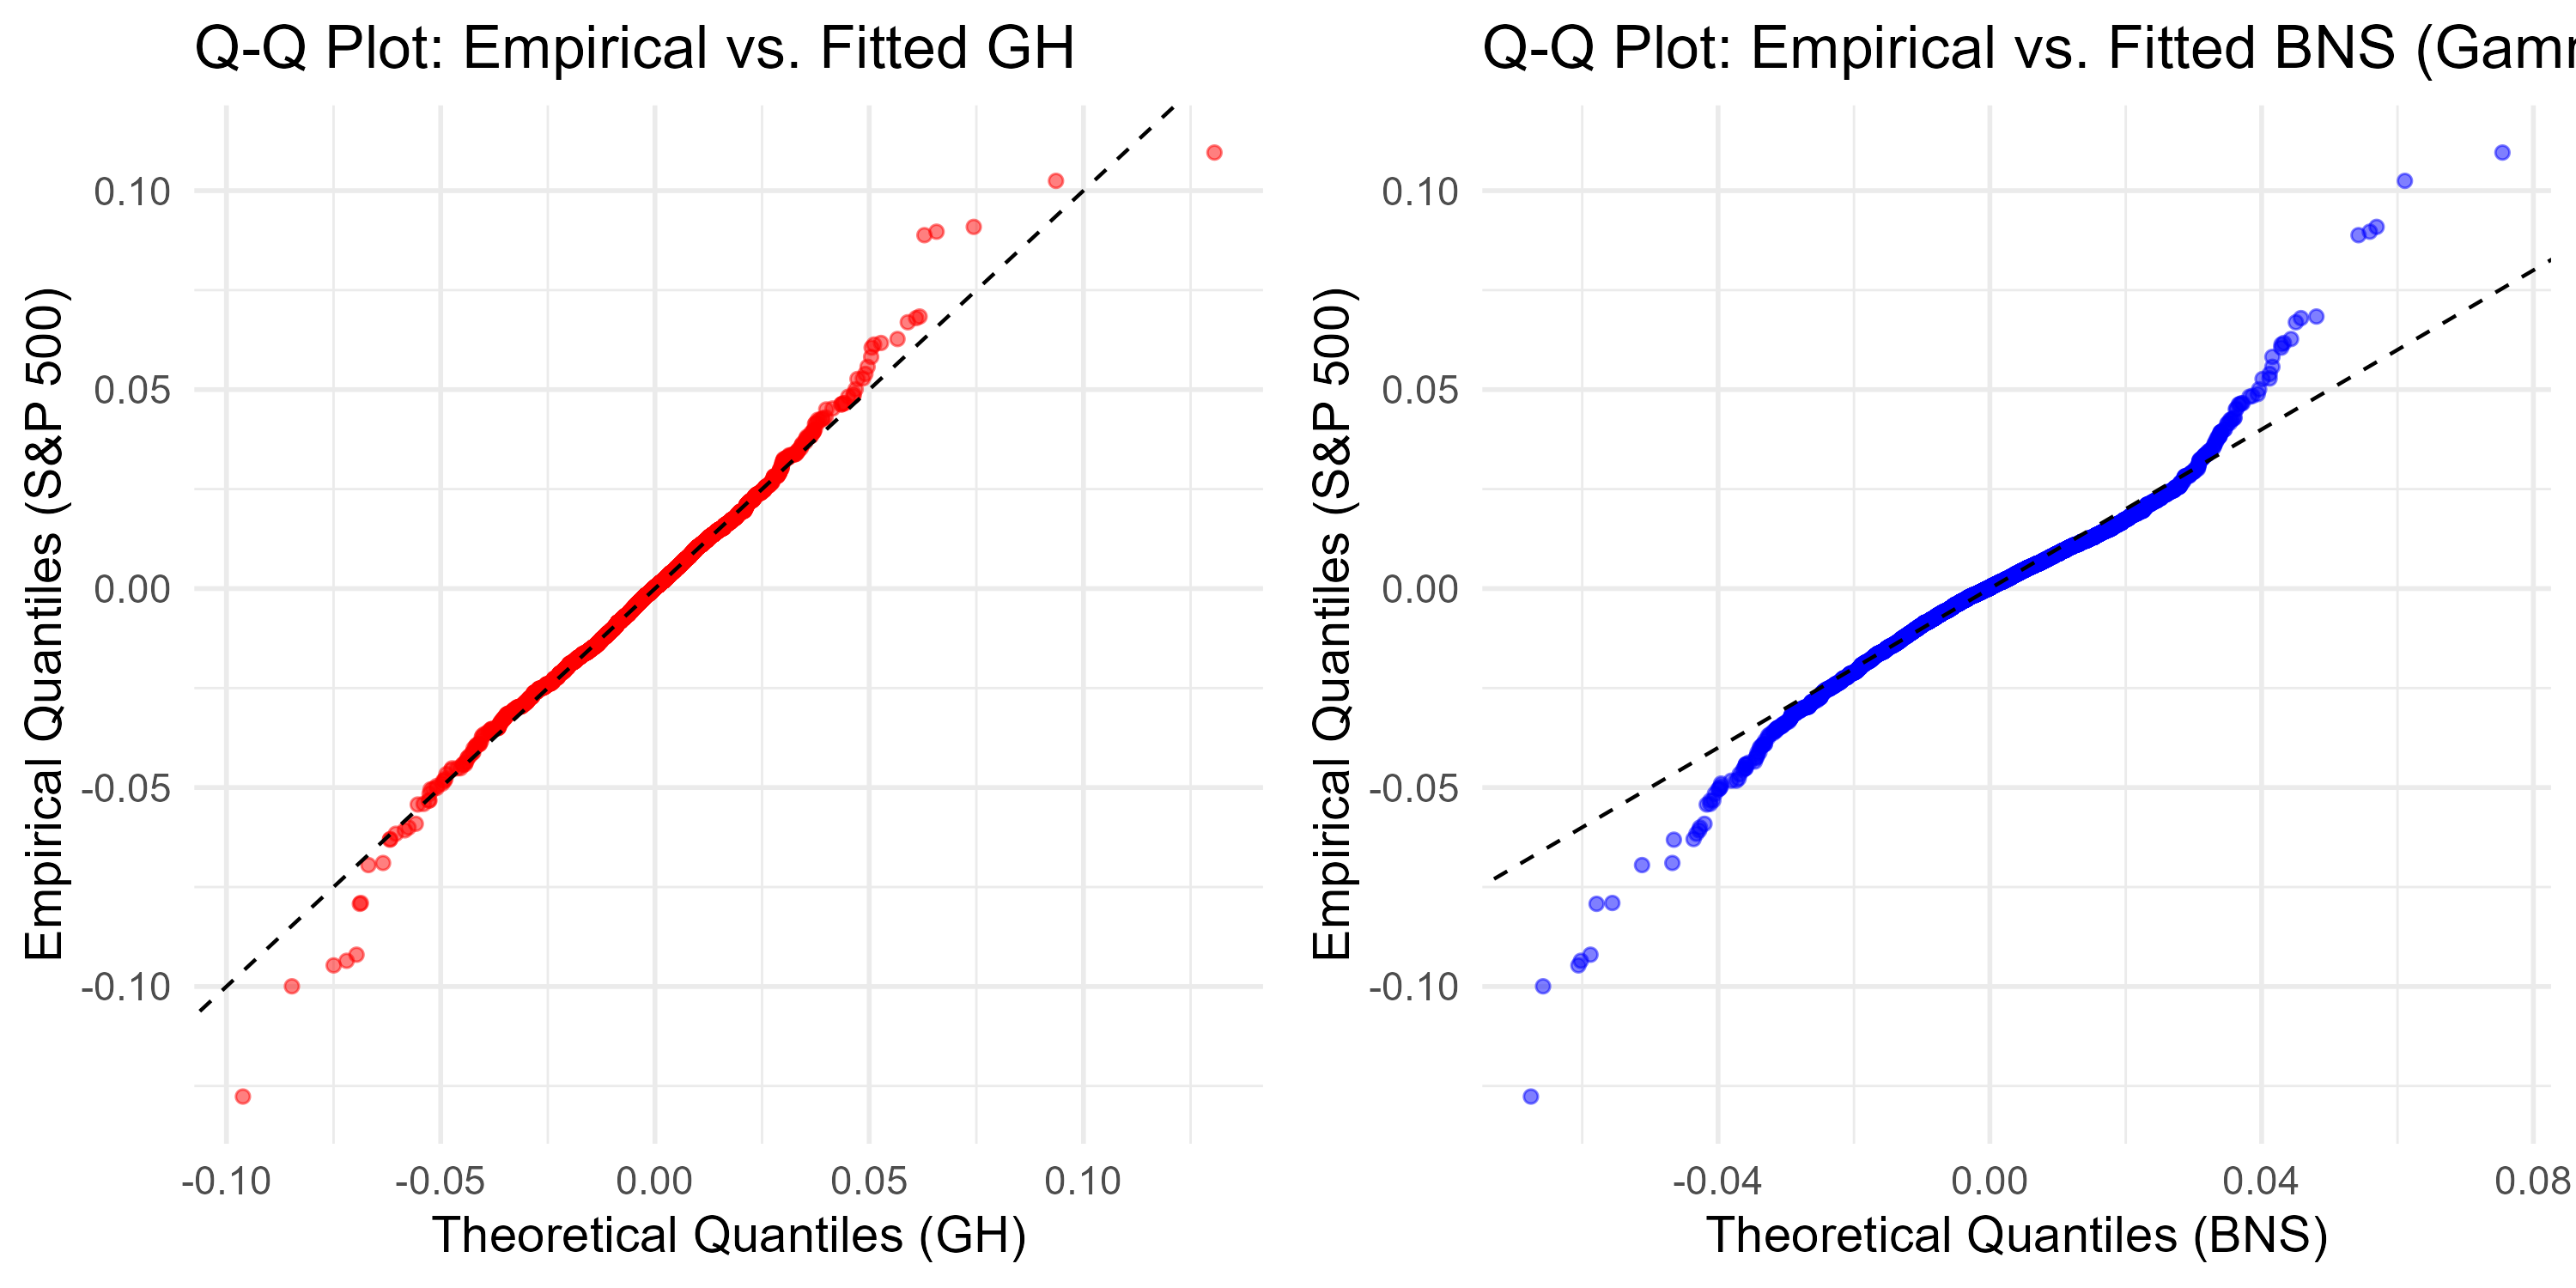 Q-Q Plot: Empirical vs. Fitted GH
Empirical Quantiles (S&P 500)
0.10
0.05
0.00
-0.05
-0.10
-0.10 -0.05 0.00 0.05 0.10
Theoretical Quantiles (GH)
Q-Q Plot: Empirical vs. Fitted BNS (Gam
Empirical Quantiles (S&P 500)
0.10
0.05
0.00
-0.05
-0.10
-0.04 0.00 0.04 0.08
Theoretical Quantiles (BNS)